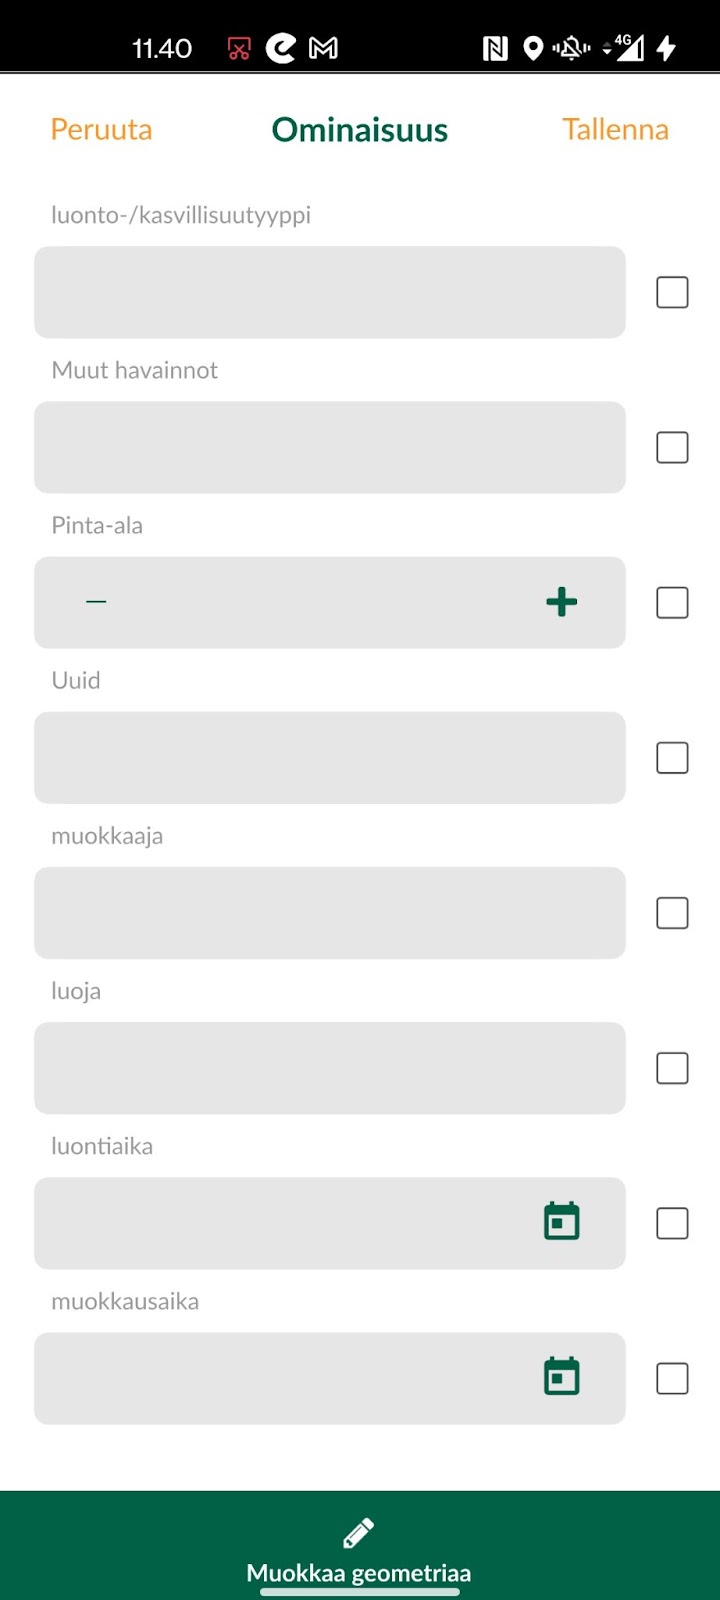 11.40
4G
Peruuta Ominaisuus Tallenna
luonto-/kasvillisuutyyppi
Muut havainnot
Pinta-ala
Uuid
muokkaaja
luoja
luontiaika
muokkausaika
Muokkaa geometriaa